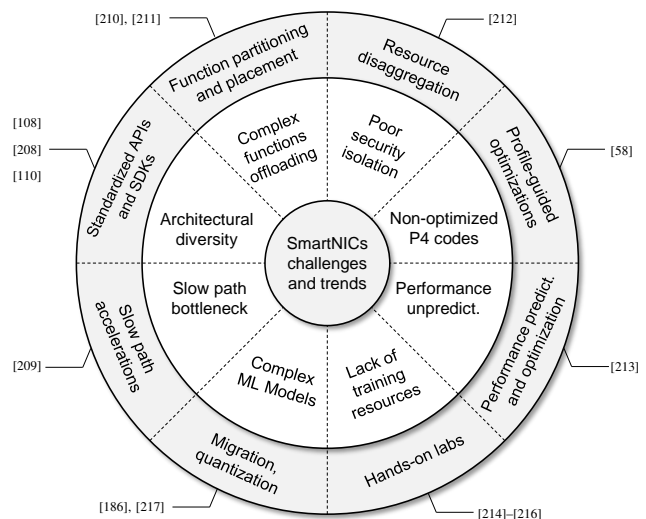 [210], [211]
[212]
Function partitioning
and placement
Resource
disaggregation
[108]
[208]
[110]
Standardized APIs
and SDKs
Complex
functions
offloading
Poor
security
isolation
Profile-guided
optimizations
[58]
Architectural
diversity
SmartNICs
challenges
and trends
Non-optimized
P4 codes
Slow path
bottleneck
Performance
unpredict.
[209]
Slow path
accelerations
Complex
ML Models
Lack of
training
resources
Performance predict.
and optimization
[213]
Migration,
quantization
Hands-on labs
[186], [217]
[214]–[216]